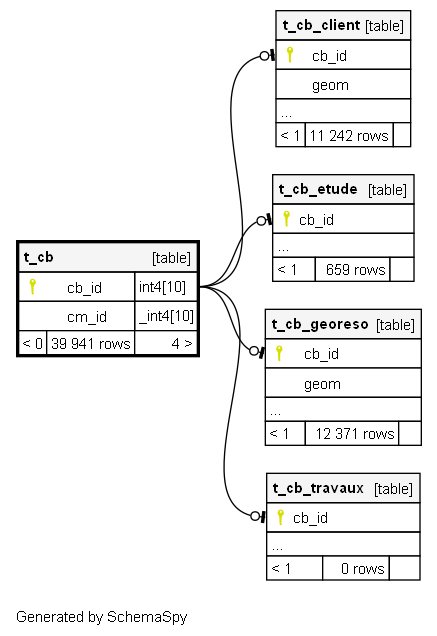 t_cb_client [table]
cb_id
geom
...
< 1 11 242 rows
t_cb_etude [table]
cb_id
...
< 1 659 rows
t_cb [table]
cb_id int4[10]
cm_id _int4[10]
< 0 39 941 rows 4 >
t_cb_georeso [table]
cb_id
geom
...
< 1 12 371 rows
t_cb_travaux [table]
cb_id
...
< 1 0 rows
Generated by SchemaSpy